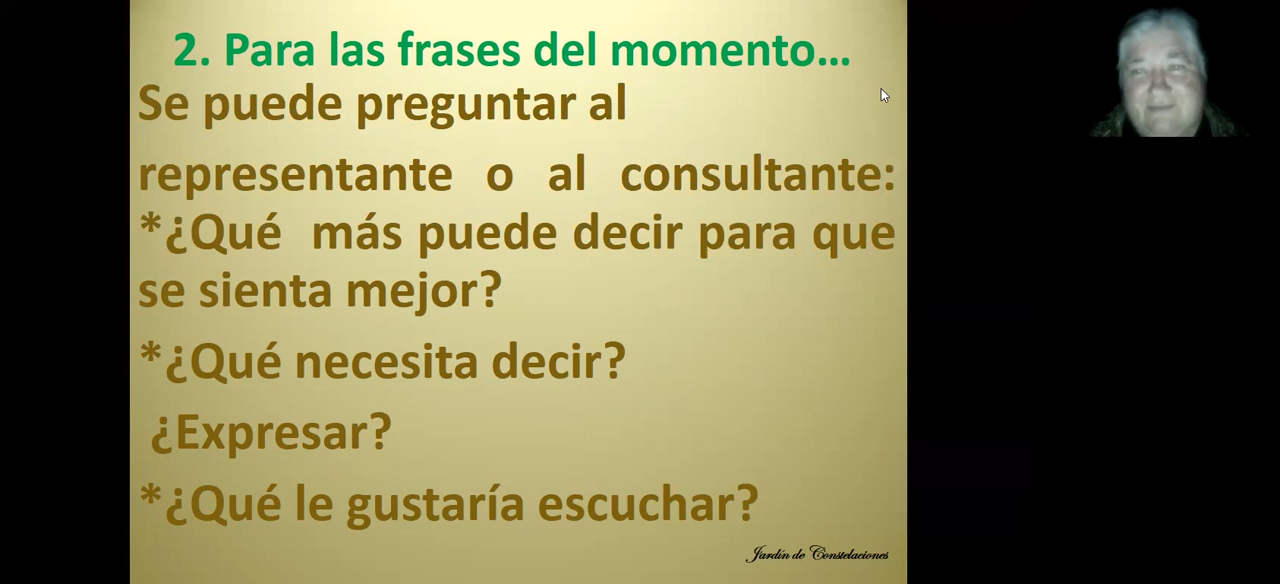 2. Para las frases del momento...
Se puede preguntar al
representante o al consultante:
*¿Qué más puede decir para que
se sienta mejor?
*¿Qué necesita decir?
¿Expresar?
*¿Qué le gustaría escuchar?
Jardín de Constelaciones